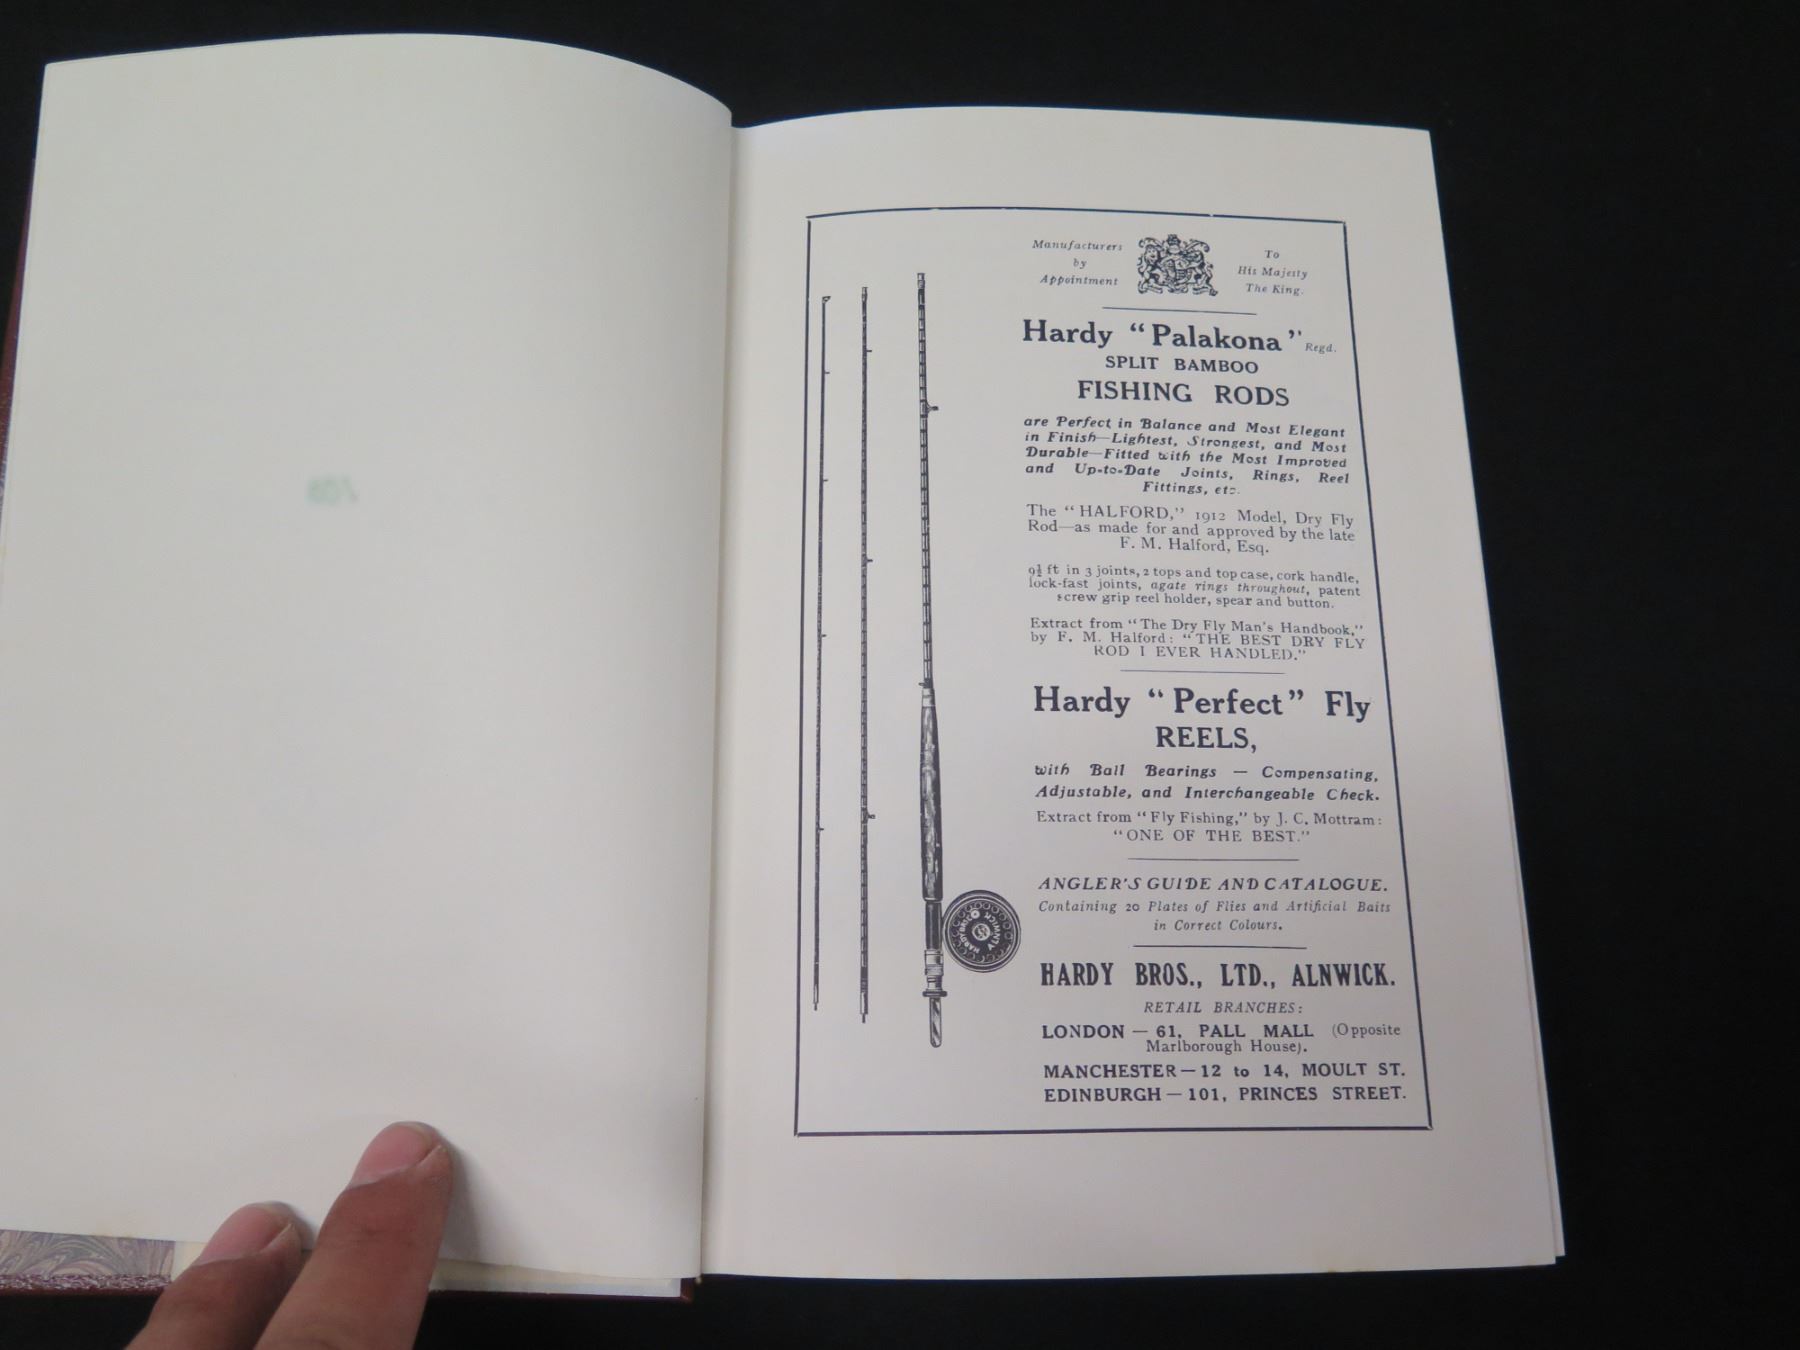 Manufacturers
by
Appointment
To
His Majesty
The King.
Hardy "Palakona" Regd.
SPLIT BAMBOO
FISHING RODS
are Perfect in Balance and Most Elegant
in Finish—Lightest, Strongest, and Most
Durable—Fitted with the Most Improved
and Up-to-Date Joints, Rings, Reel
Fittings, etc.
The "HALFORD," 1912 Model, Dry Fly
Rod—as made for and approved by the late
F. M. Halford, Esq.
9½ ft in 3 joints, 2 tops and top case, cork handle,
lock-fast joints, agate rings throughout, patent
screw grip reel holder, spear and button.
Extract from "The Dry Fly Man's Handbook,"
by F. M. Halford: "THE BEST DRY FLY
ROD I EVER HANDLED."
Hardy "Perfect" Fly
REELS,
with Ball Bearings — Compensating,
Adjustable, and Interchangeable Check.
Extract from "Fly Fishing," by J. C. Mottram:
"ONE OF THE BEST."
ANGLER'S GUIDE AND CATALOGUE.
Containing 20 Plates of Flies and Artificial Baits
in Correct Colours.
HARDY BROS., LTD., ALNWICK.
RETAIL BRANCHES:
LONDON — 61, PALL MALL (Opposite
Marlborough House).
MANCHESTER — 12 to 14, MOULT ST.
EDINBURGH — 101, PRINCES STREET.